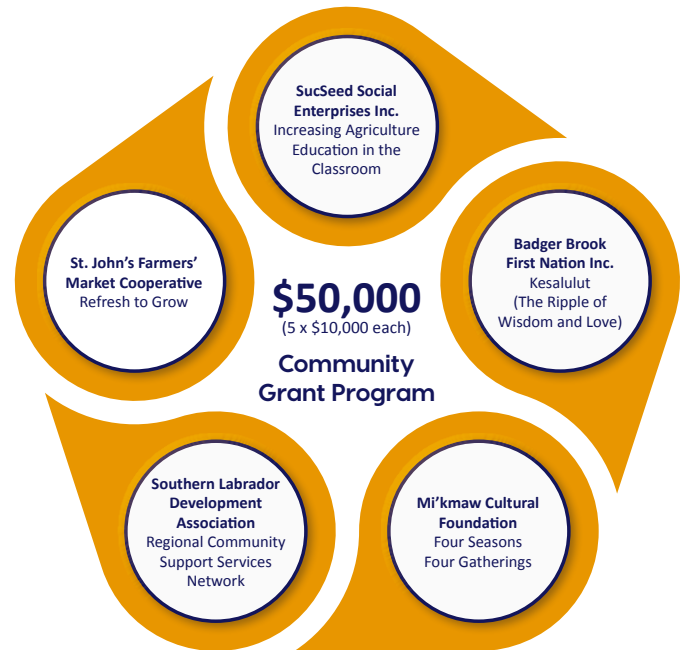 SucSeed Social
Enterprises Inc.
Increasing Agriculture
Education in the
Classroom
Badger Brook
First Nation Inc.
Kesalulut
(The Ripple of
Wisdom and Love)
Mi'kmaw Cultural
Foundation
Four Seasons
Four Gatherings
Southern Labrador
Development
Association
Regional Community
Support Services
Network
St. John's Farmers'
Market Cooperative
Refresh to Grow
$50,000
(5 x $10,000 each)
Community
Grant Program